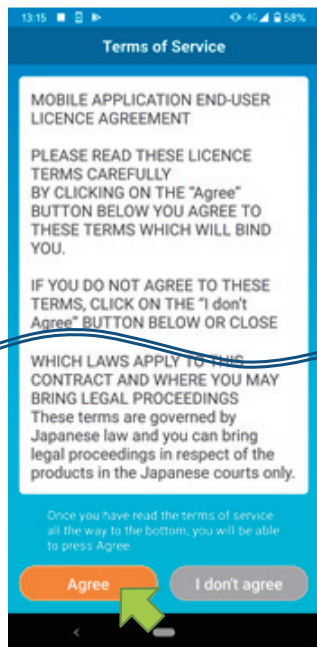 13:15 4G 58%
Terms of Service
MOBILE APPLICATION END-USER
LICENCE AGREEMENT
PLEASE READ THESE LICENCE
TERMS CAREFULLY
BY CLICKING ON THE "Agree"
BUTTON BELOW YOU AGREE TO
THESE TERMS WHICH WILL BIND
YOU.
IF YOU DO NOT AGREE TO THESE
TERMS, CLICK ON THE "I don't
Agree" BUTTON BELOW OR CLOSE
WHICH LAWS APPLY TO THIS
CONTRACT AND WHERE YOU MAY
BRING LEGAL PROCEEDINGS
These terms are governed by
Japanese law and you can bring
legal proceedings in respect of the
products in the Japanese courts only.
Once you have read the terms of service
all the way to the bottom, you will be able
to press Agree.
Agree I don't agree